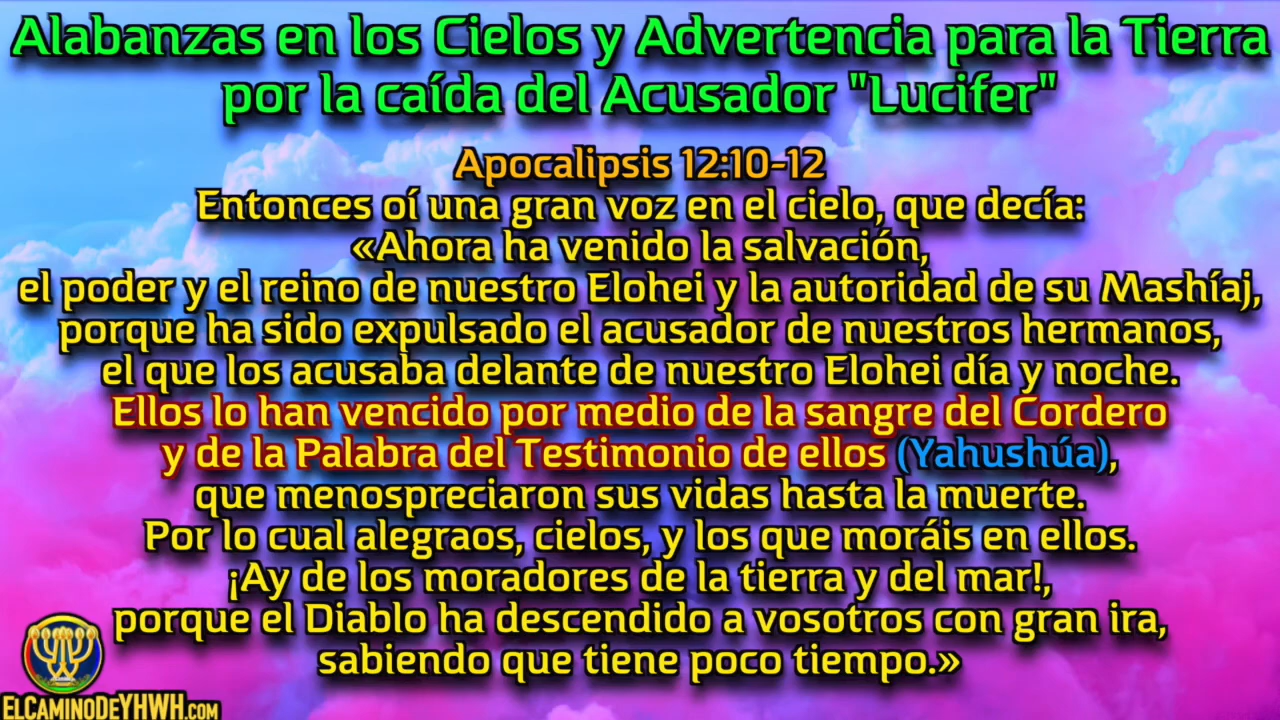 Alabanzas en los Cielos y Advertencia para la Tierra
por la caída del Acusador "Lucifer"
Apocalipsis 12:10-12
Entonces oí una gran voz en el cielo, que decía:
«Ahora ha venido la salvación,
el poder y el reino de nuestro Elohei y la autoridad de su Mashíaj,
porque ha sido expulsado el acusador de nuestros hermanos,
el que los acusaba delante de nuestro Elohei día y noche.
Ellos lo han vencido por medio de la sangre del Cordero
y de la Palabra del Testimonio de ellos (Yahushúa),
que menospreciaron sus vidas hasta la muerte.
Por lo cual alegraos, cielos, y los que moráis en ellos.
¡Ay de los moradores de la tierra y del mar!,
porque el Diablo ha descendido a vosotros con gran ira,
sabiendo que tiene poco tiempo.»
ELCAMINODEYHWH.COM